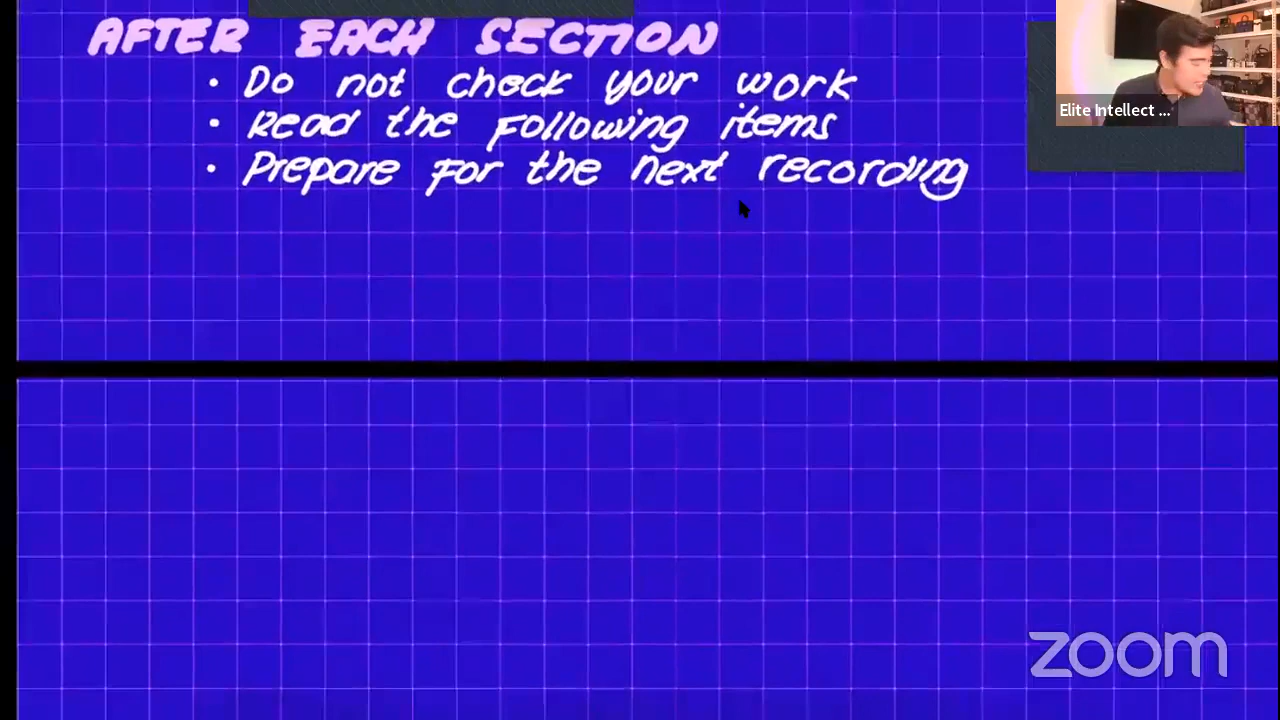 AFTER EACH SECTION
• Do not check your work
• Read the following items
• Prepare for the next recording
Elite Intellect ...
zoom